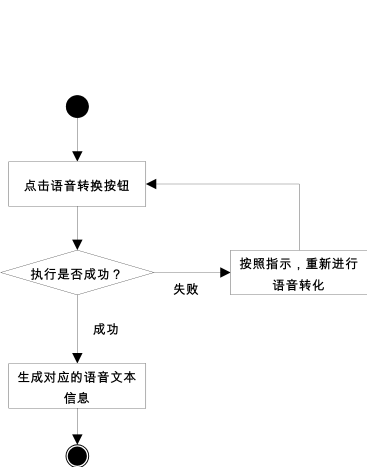 点击语音转换按钮
执行是否成功？
按照指示，重新进行
语音转化
失败
成功
生成对应的语音文本
信息